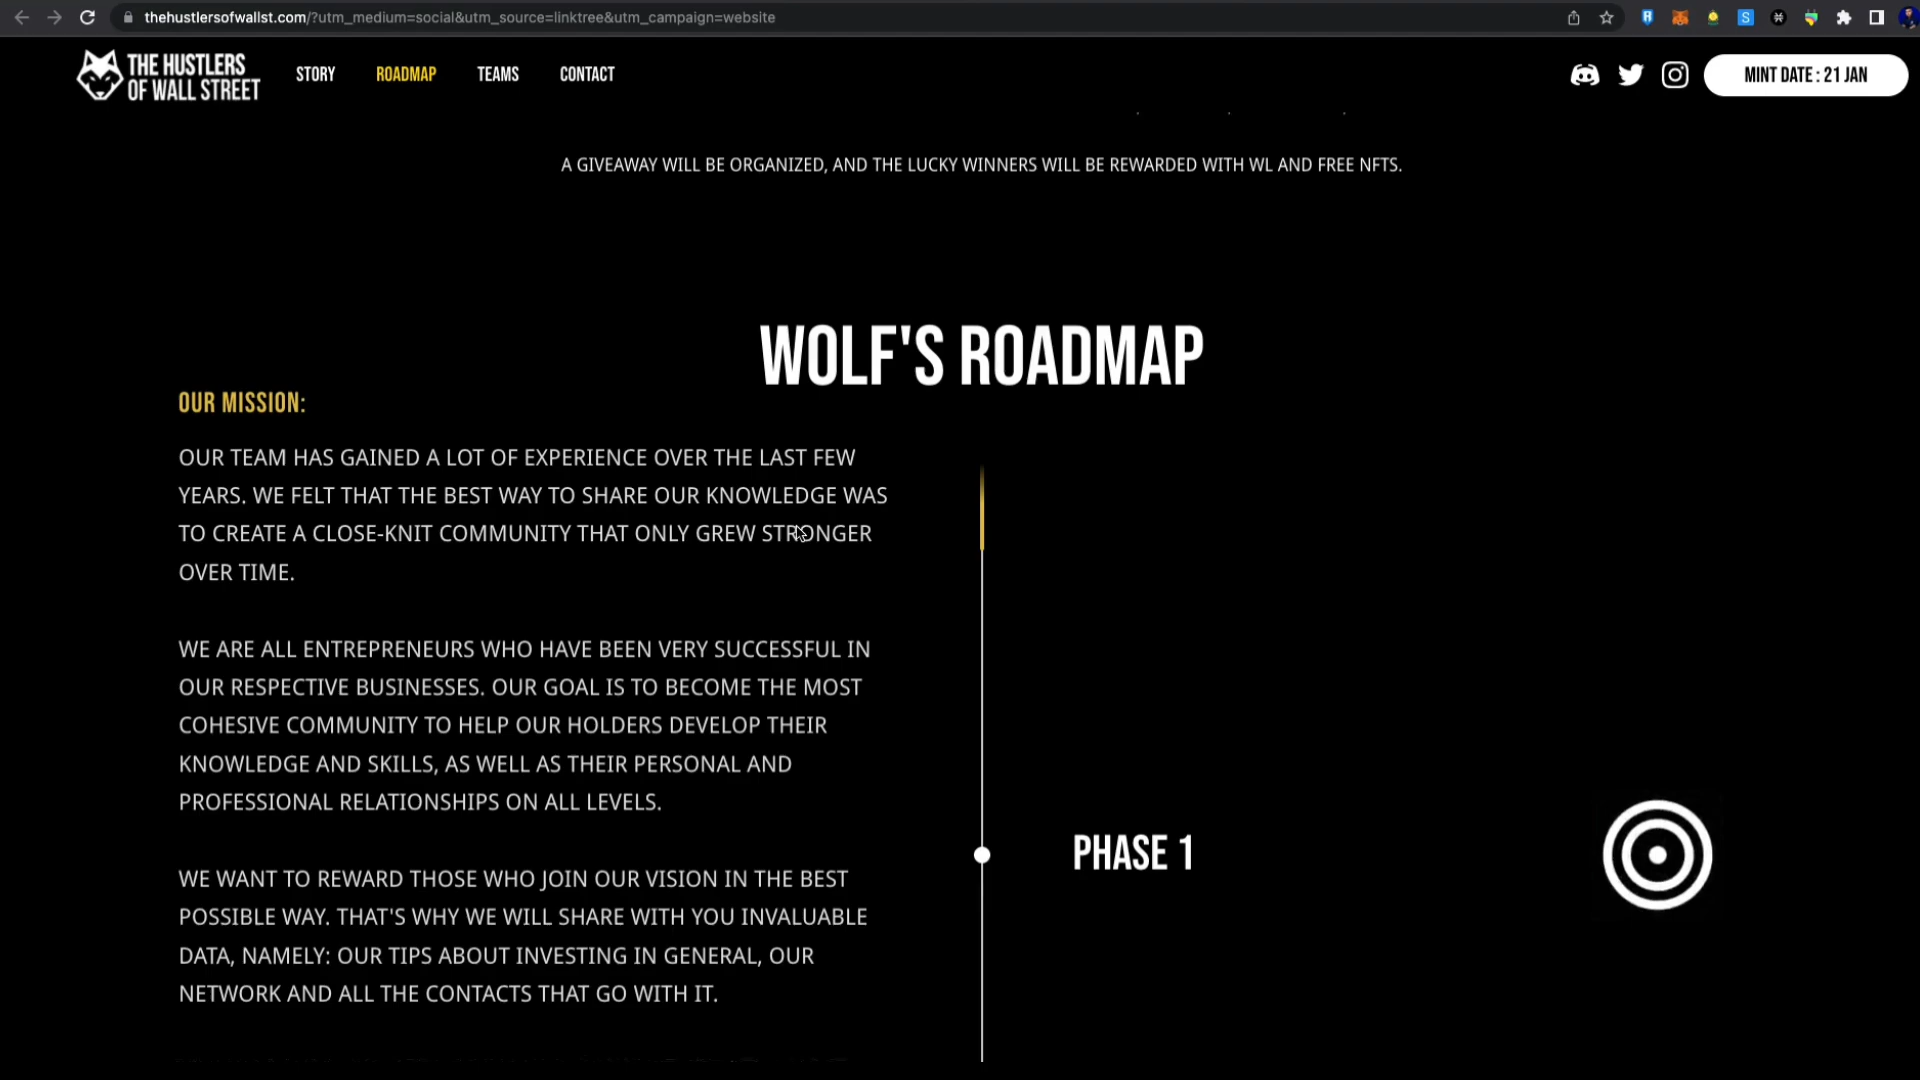 thehustlersofwallst.com/?utm_medium=social&utm_source=linktree&utm_campaign=website
THE HUSTLERS
OF WALL STREET
STORY
ROADMAP
TEAMS
CONTACT
MINT DATE : 21 JAN
A GIVEAWAY WILL BE ORGANIZED, AND THE LUCKY WINNERS WILL BE REWARDED WITH WL AND FREE NFTS.
WOLF'S ROADMAP
OUR MISSION:
OUR TEAM HAS GAINED A LOT OF EXPERIENCE OVER THE LAST FEW
YEARS. WE FELT THAT THE BEST WAY TO SHARE OUR KNOWLEDGE WAS
TO CREATE A CLOSE-KNIT COMMUNITY THAT ONLY GREW STRONGER
OVER TIME.
WE ARE ALL ENTREPRENEURS WHO HAVE BEEN VERY SUCCESSFUL IN
OUR RESPECTIVE BUSINESSES. OUR GOAL IS TO BECOME THE MOST
COHESIVE COMMUNITY TO HELP OUR HOLDERS DEVELOP THEIR
KNOWLEDGE AND SKILLS, AS WELL AS THEIR PERSONAL AND
PROFESSIONAL RELATIONSHIPS ON ALL LEVELS.
PHASE 1
WE WANT TO REWARD THOSE WHO JOIN OUR VISION IN THE BEST
POSSIBLE WAY. THAT'S WHY WE WILL SHARE WITH YOU INVALUABLE
DATA, NAMELY: OUR TIPS ABOUT INVESTING IN GENERAL, OUR
NETWORK AND ALL THE CONTACTS THAT GO WITH IT.